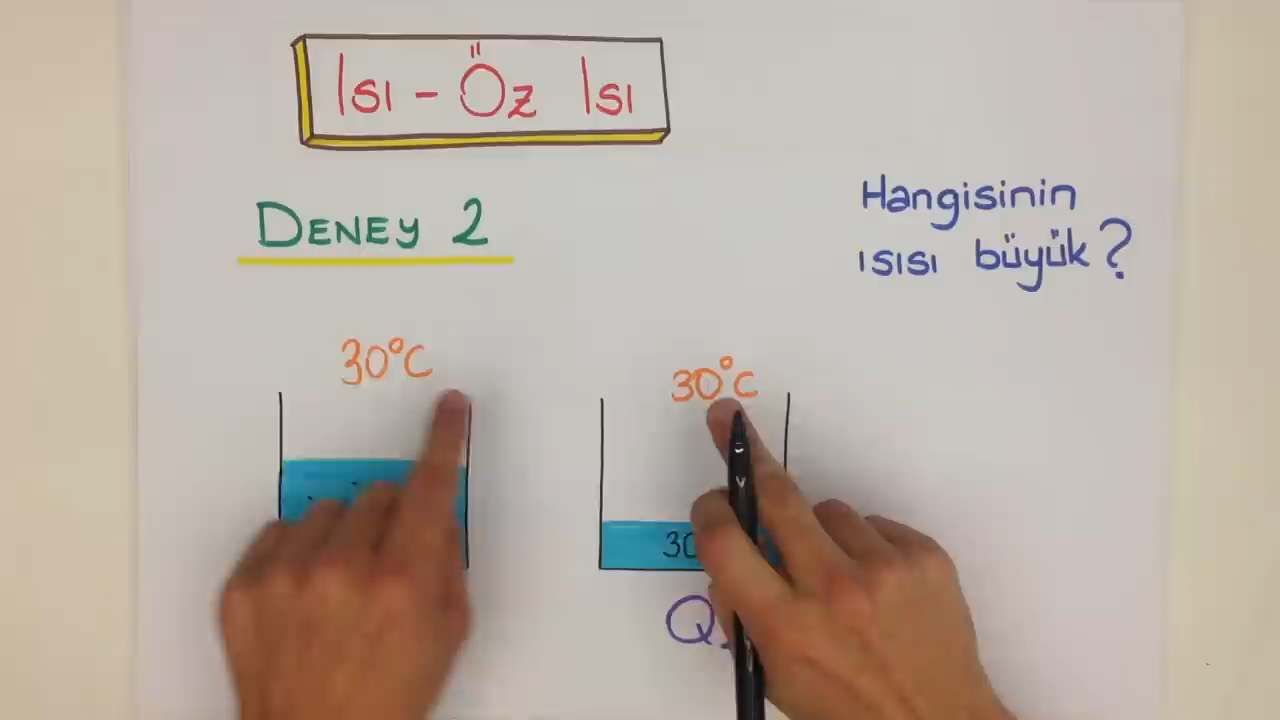 Isı - Öz Isı
DENEY 2
Hangisinin
ısısı büyük?
30°C
30°C